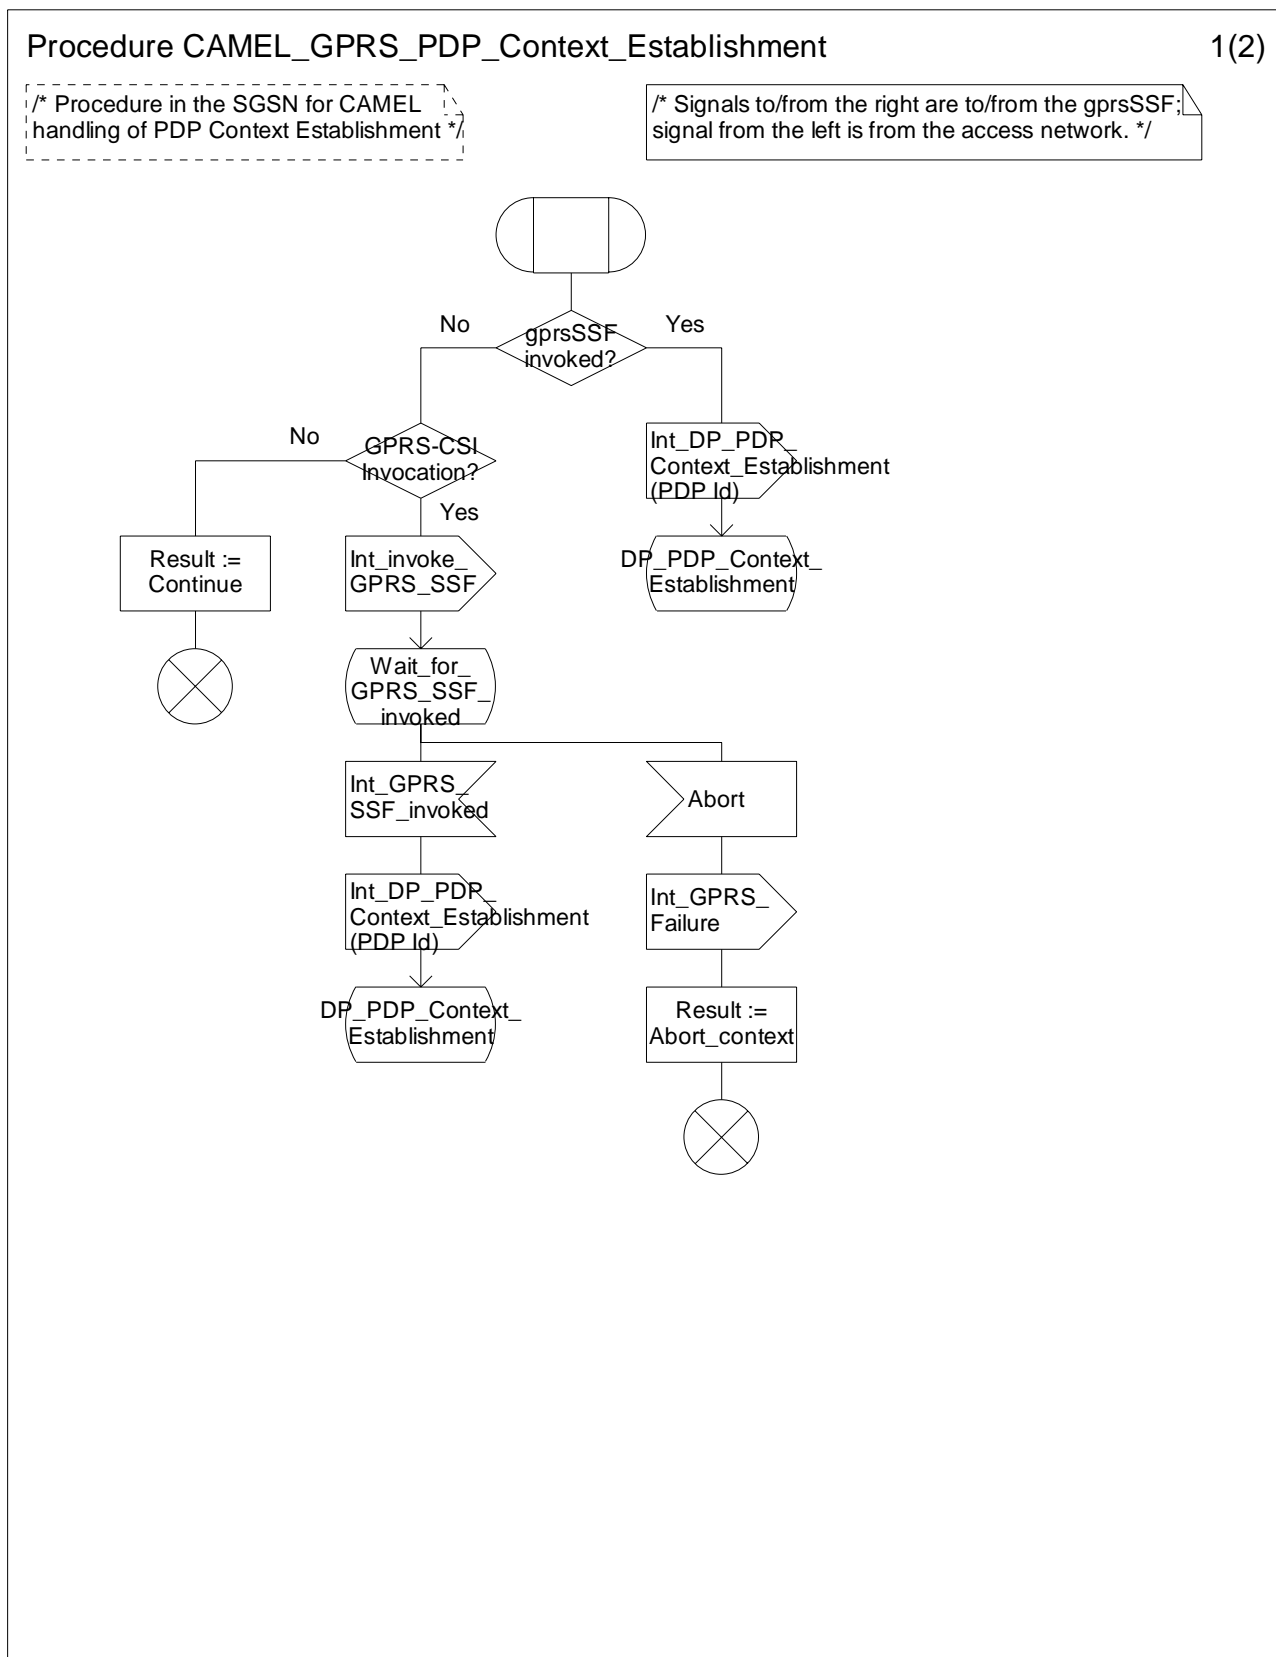 Procedure CAMEL_GPRS_PDP_Context_Establishment
1(2)
/* Procedure in the SGSN for CAMEL
handling of PDP Context Establishment */
/* Signals to/from the right are to/from the gprsSSF;
signal from the left is from the access network. */
No
gprsSSF
invoked?
Yes
No
GPRS-CSI
Invocation?
Yes
Int_DP_PDP_
Context_Establishment
(PDP Id)
Result :=
Continue
Int_invoke_
GPRS_SSF
DP_PDP_Context_
Establishment
Wait_for_
GPRS_SSF_
invoked
Int_GPRS_
SSF_invoked
Abort
Int_DP_PDP_
Context_Establishment
(PDP Id)
Int_GPRS_
Failure
DP_PDP_Context_
Establishment
Result :=
Abort_context